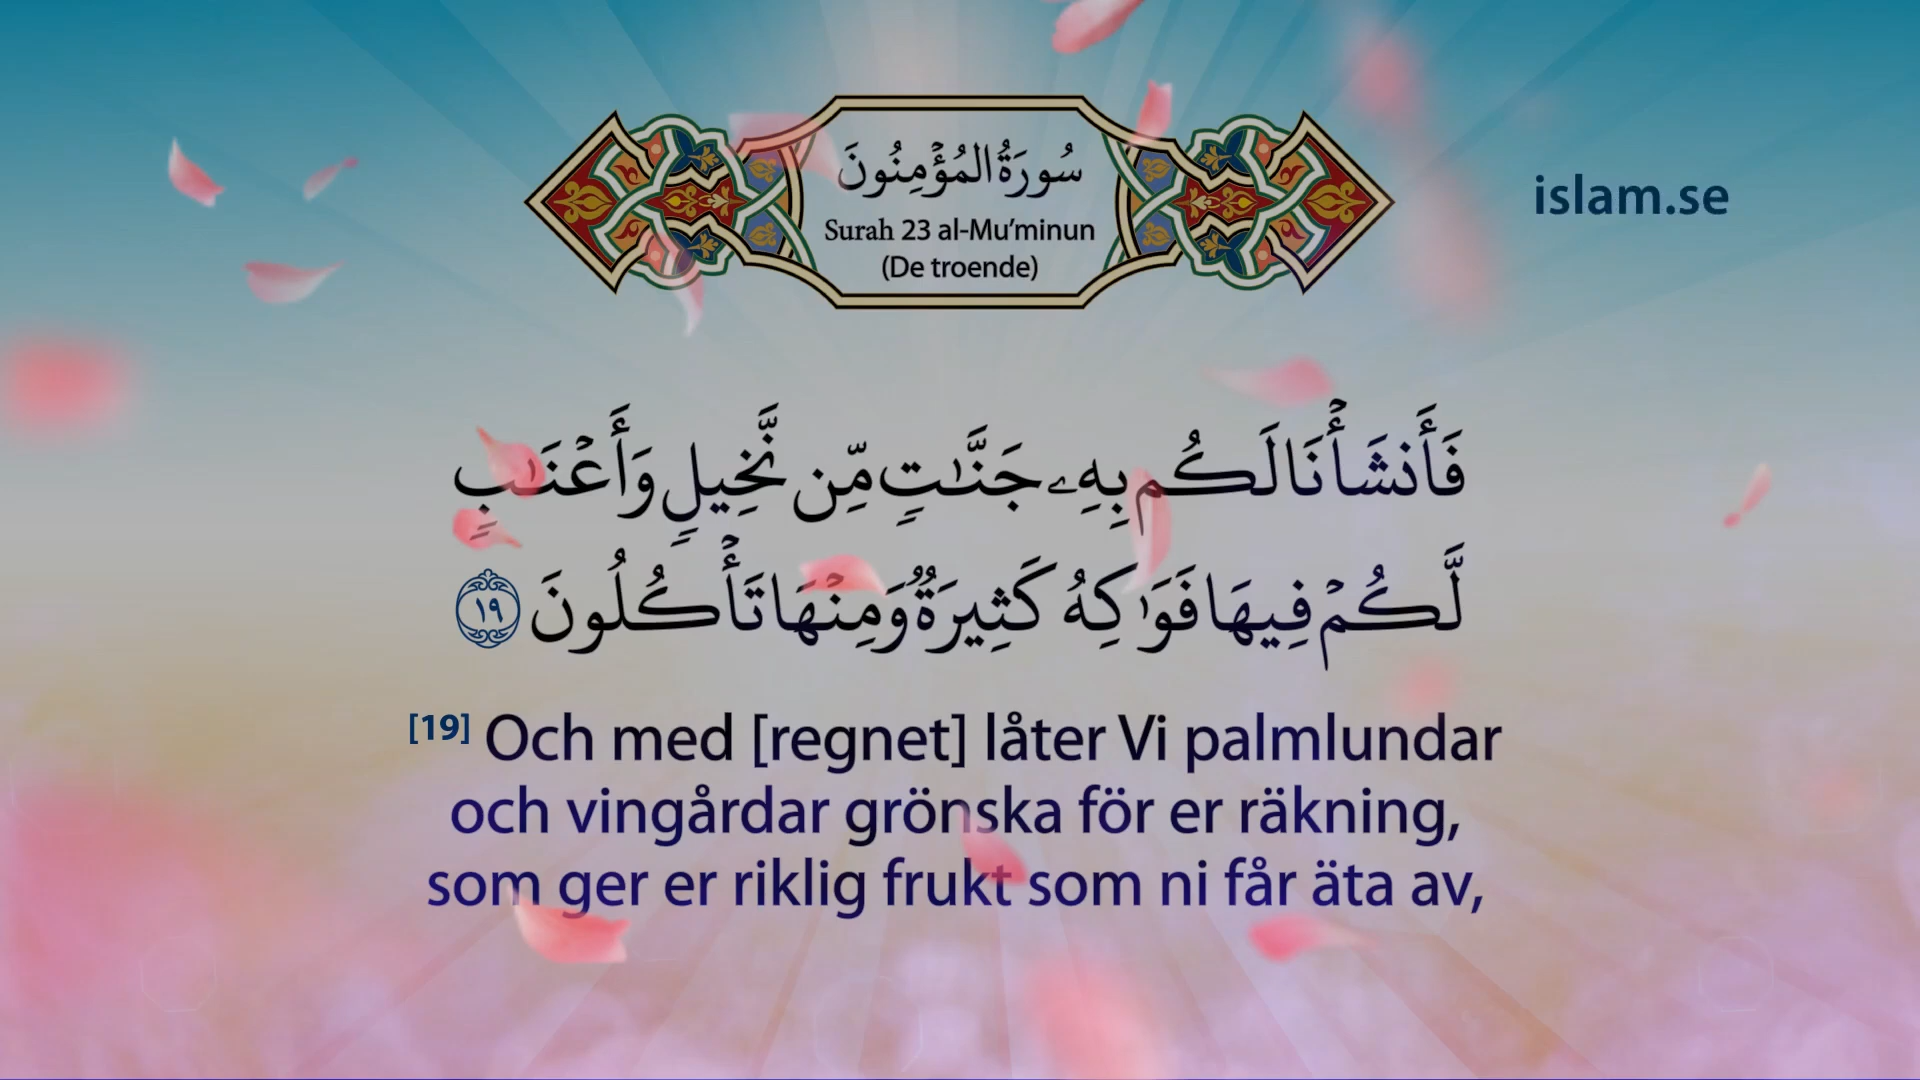 سُورَةُ المُؤۡمِنُونَ
Surah 23 al-Mu’minun
(De troende)
islam.se
فَأَنشَأۡنَا لَكُم بِهِۦ جَنَّٰتٖ مِّن نَّخِيلٖ وَأَعۡنَٰبٖ
لَّكُمۡ فِيهَا فَوَٰكِهُ كَثِيرَةٞ وَمِنۡهَا تَأۡكُلُونَ ١٩
[19] Och med [regnet] låter Vi palmlundar
och vingårdar grönska för er räkning,
som ger er riklig frukt som ni får äta av,